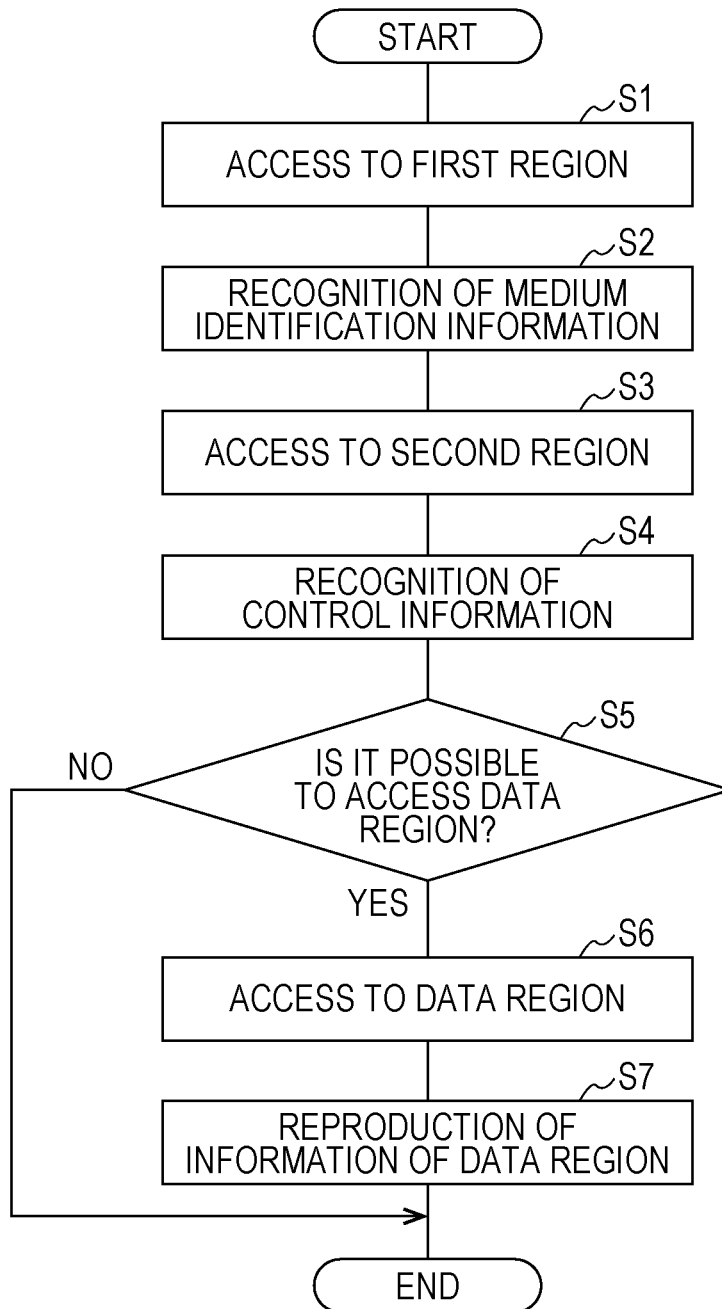 START
S1
ACCESS TO FIRST REGION
S2
RECOGNITION OF MEDIUM
IDENTIFICATION INFORMATION
S3
ACCESS TO SECOND REGION
S4
RECOGNITION OF
CONTROL INFORMATION
S5
NO
IS IT POSSIBLE
TO ACCESS DATA
REGION?
YES
S6
ACCESS TO DATA REGION
S7
REPRODUCTION OF
INFORMATION OF DATA REGION
END